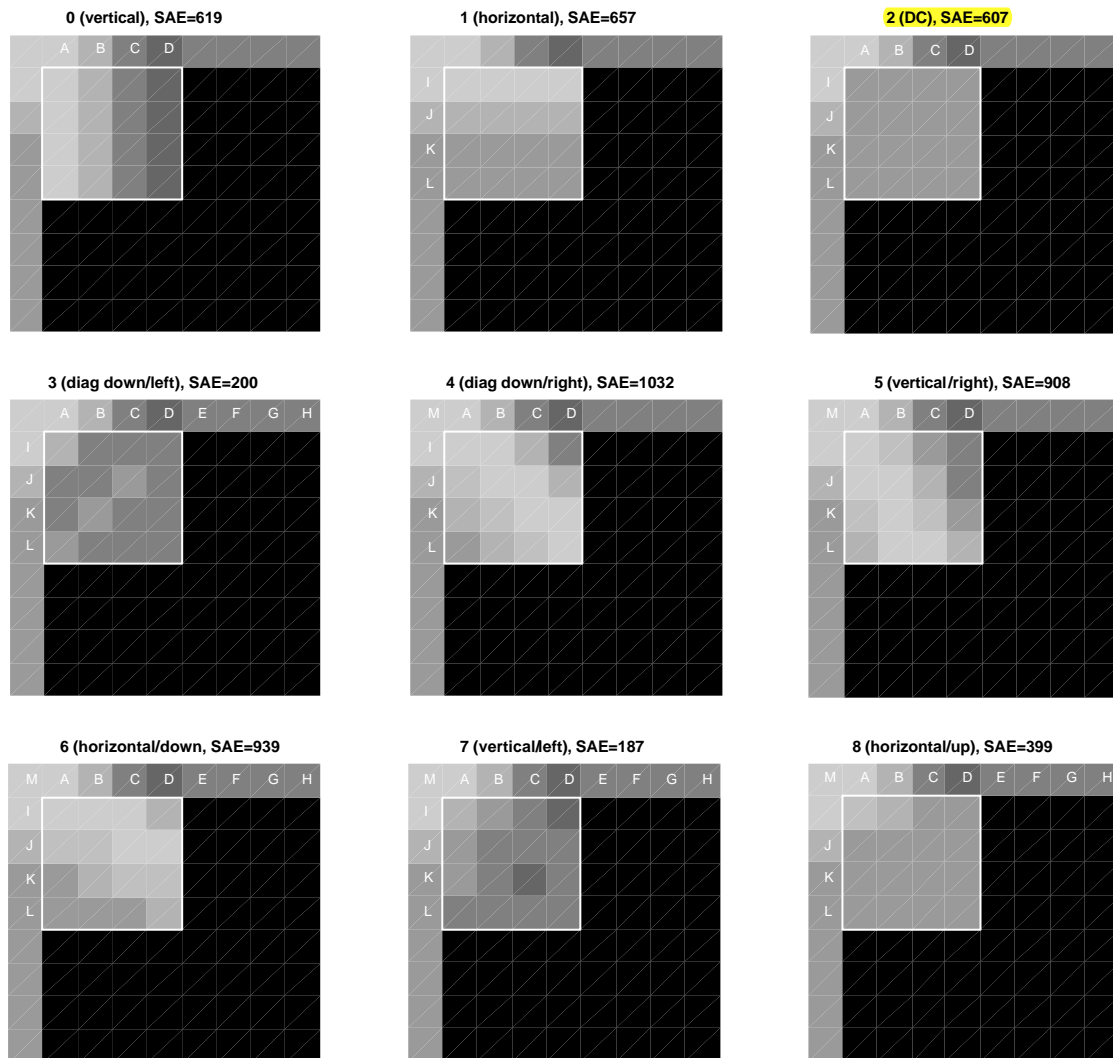 0 (vertical), SAE=619
A B C D
1 (horizontal), SAE=657
I
J
K
L
2 (DC), SAE=607
A B C D
I
J
K
L
3 (diag down/left), SAE=200
A B C D E F G H
I
J
K
L
4 (diag down/right), SAE=1032
M A B C D
I
J
K
L
5 (vertical/right), SAE=908
M A B C D
I
J
K
L
6 (horizontal/down, SAE=939
M A B C D E F G H
I
J
K
L
7 (vertical/left), SAE=187
M A B C D E F G H
I
J
K
L
8 (horizontal/up), SAE=399
M A B C D E F G H
I
J
K
L